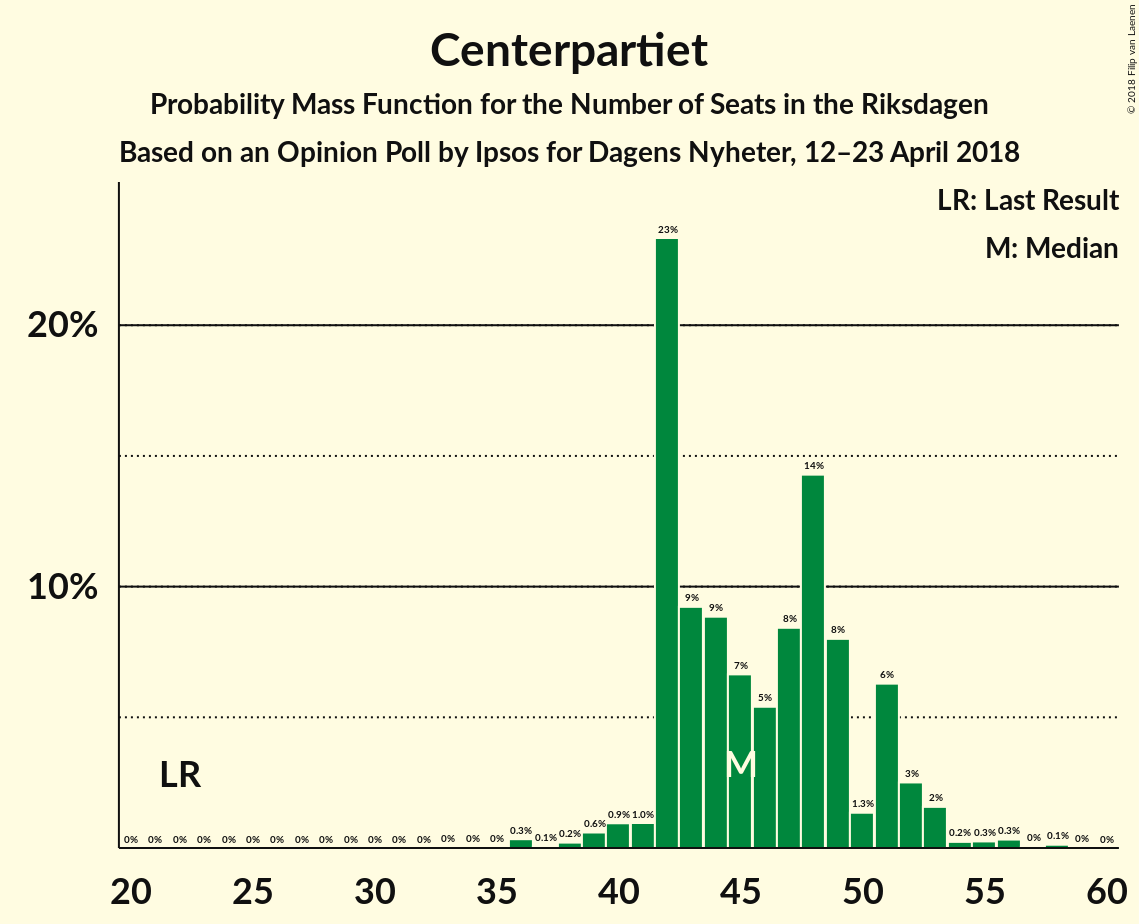 Centerpartiet
Probability Mass Function for the Number of Seats in the Riksdagen
Based on an Opinion Poll by Ipsos for Dagens Nyheter, 12–23 April 2018
© 2018 Filip van Laenen
LR: Last Result
M: Median
20%
10%
0% 0% 0% 0% 0% 0% 0% 0% 0% 0% 0% 0% 0% 0% 0% 0% 0.3% 0.1% 0.2% 0.6% 0.9% 1.0% 23% 9% 9% 7% 5% 8% 14% 8% 1.3% 6% 3% 2% 0.2% 0.3% 0.3% 0% 0.1% 0% 0%
LR
M
20 25 30 35 40 45 50 55 60